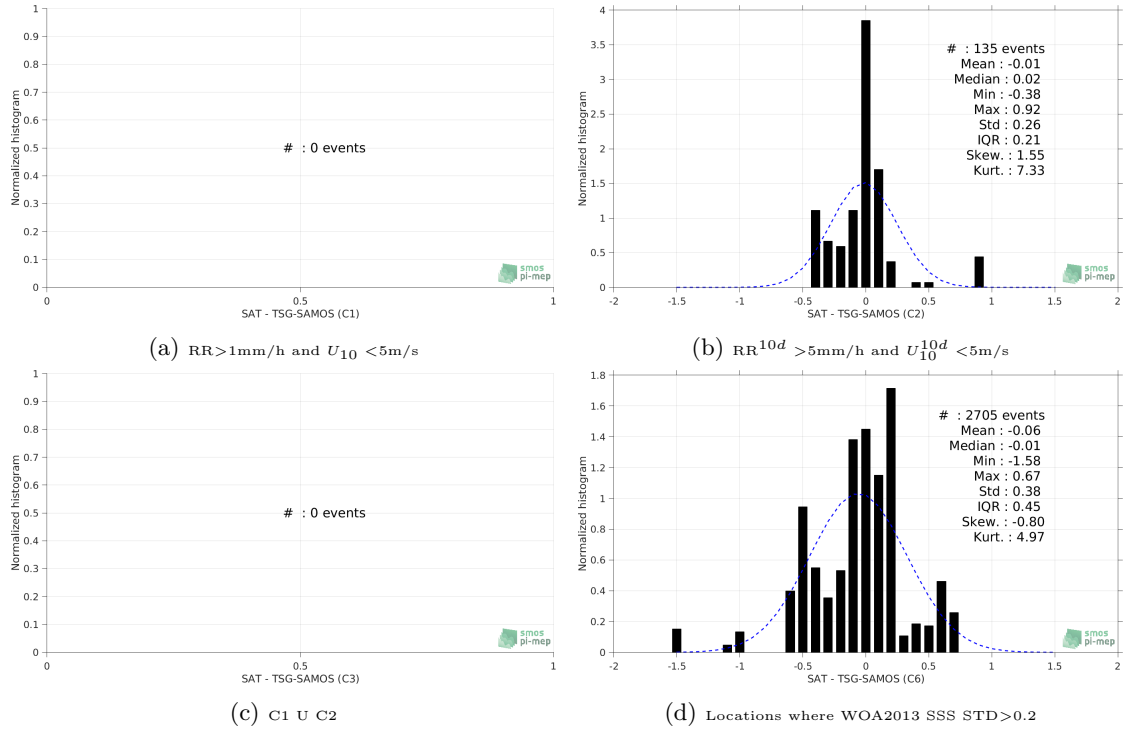 1
0.9
0.8
0.7
0.6
0.5
0.4
0.3
0.2
0.1
0
Normalized histogram
# : 0 events
smos
pi-mep
0 0.5 1
SAT - TSG-SAMOS (C1)
(a) RR>1mm/h and U10 <5m/s
4
3.5
3
2.5
2
1.5
1
0.5
0
Normalized histogram
# : 135 events
Mean : -0.01
Median : 0.02
Min : -0.38
Max : 0.92
Std : 0.26
IQR : 0.21
Skew. : 1.55
Kurt. : 7.33
smos
pi-mep
-2 -1.5 -1 -0.5 0 0.5 1 1.5 2
SAT - TSG-SAMOS (C2)
(b) RR^10d >5mm/h and U10^10d <5m/s
1
0.9
0.8
0.7
0.6
0.5
0.4
0.3
0.2
0.1
0
Normalized histogram
# : 0 events
smos
pi-mep
0 0.5 1
SAT - TSG-SAMOS (C3)
(c) C1 U C2
1.8
1.6
1.4
1.2
1
0.8
0.6
0.4
0.2
0
Normalized histogram
# : 2705 events
Mean : -0.06
Median : -0.01
Min : -1.58
Max : 0.67
Std : 0.38
IQR : 0.45
Skew. : -0.80
Kurt. : 4.97
smos
pi-mep
-2 -1.5 -1 -0.5 0 0.5 1 1.5 2
SAT - TSG-SAMOS (C6)
(d) Locations where WOA2013 SSS STD>0.2